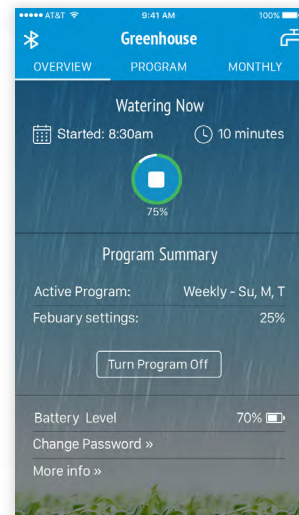 AT&T 9:41 AM 100%
Greenhouse
OVERVIEW PROGRAM MONTHLY
Watering Now
Started: 8:30am 10 minutes
75%
Program Summary
Active Program: Weekly - Su, M, T
Febuary settings: 25%
Turn Program Off
Battery Level 70%
Change Password »
More info »